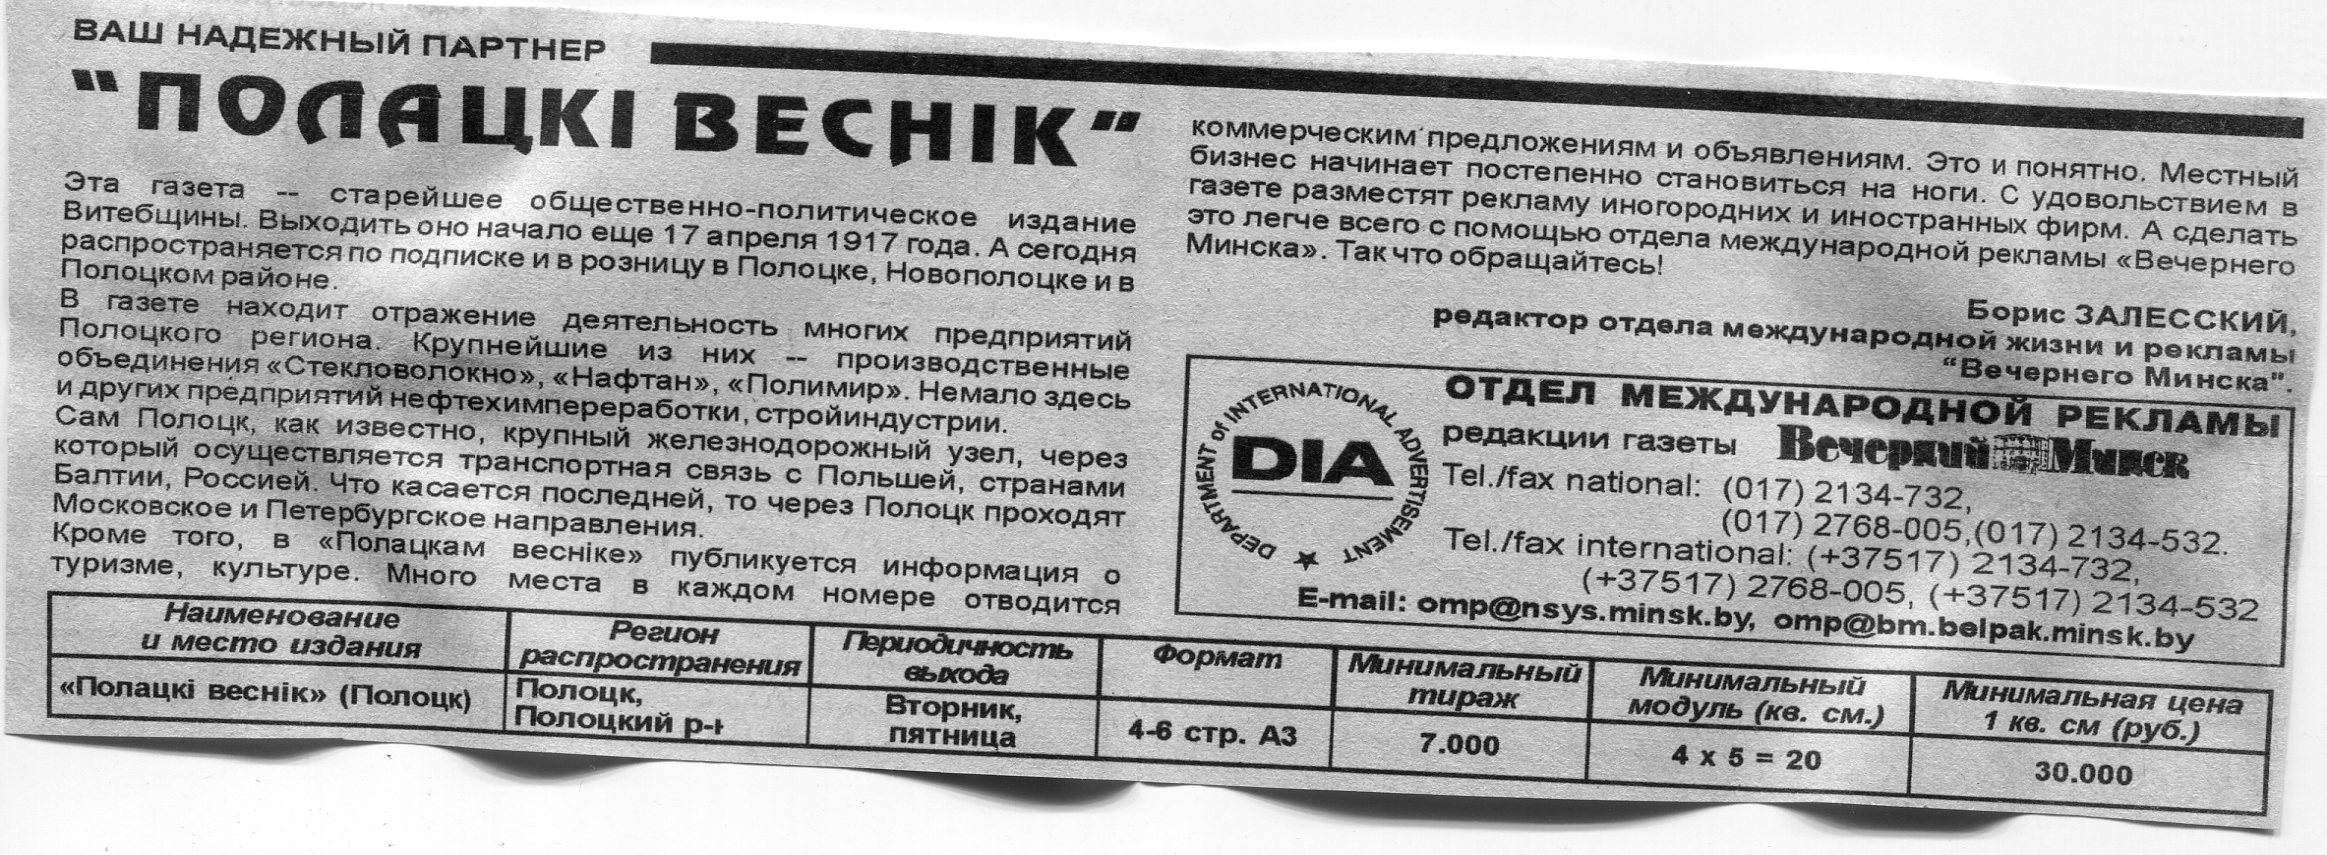 ВАШ НАДЕЖНЫЙ ПАРТНЕР
“ПОЛАЦКІ ВЕСНІК”
Эта газета -- старейшее общественно-политическое издание
Витебщины. Выходить оно начало еще 17 апреля 1917 года. А сегодня
распространяется по подписке и в розницу в Полоцке, Новополоцке и в
Полоцком районе.
В газете находит отражение деятельность многих предприятий
Полоцкого региона. Крупнейшие из них -- производственные
объединения «Стекловолокно», «Нафтан», «Полимир». Немало здесь
и других предприятий нефтехимпереработки, стройиндустрии.
Сам Полоцк, как известно, крупный железнодорожный узел, через
который осуществляется транспортная связь с Польшей, странами
Балтии, Россией. Что касается последней, то через Полоцк проходят
Московское и Петербургское направления.
Кроме того, в «Полацкам весніке» публикуется информация о
туризме, культуре. Много места в каждом номере отводится
коммерческим предложениям и объявлениям. Это и понятно. Местный
бизнес начинает постепенно становиться на ноги. С удовольствием в
газете разместят рекламу иногородних и иностранных фирм. А сделать
это легче всего с помощью отдела международной рекламы «Вечернего
Минска». Так что обращайтесь!
Борис ЗАЛЕССКИЙ,
редактор отдела международной жизни и рекламы
“Вечернего Минска”.
DEPARTMENT of INTERNATIONAL ADVERTISEMENT
DIA
ОТДЕЛ МЕЖДУНАРОДНОЙ РЕКЛАМЫ
редакции газеты Вечерний Минск
Tel./fax national: (017) 2134-732,
(017) 2768-005,(017) 2134-532.
Tel./fax international: (+37517) 2134-732,
(+37517) 2768-005, (+37517) 2134-532
E-mail: omp@nsys.minsk.by, omp@bm.belpak.minsk.by
Наименование
и место издания
Регион
распространения
Периодичность
выхода
Формат
Минимальный
тираж
Минимальный
модуль (кв. см.)
Минимальная цена
1 кв. см (руб.)
«Полацкі веснік» (Полоцк)
Полоцк,
Полоцкий р-н
Вторник,
пятница
4-6 стр. А3
7.000
4 x 5 = 20
30.000